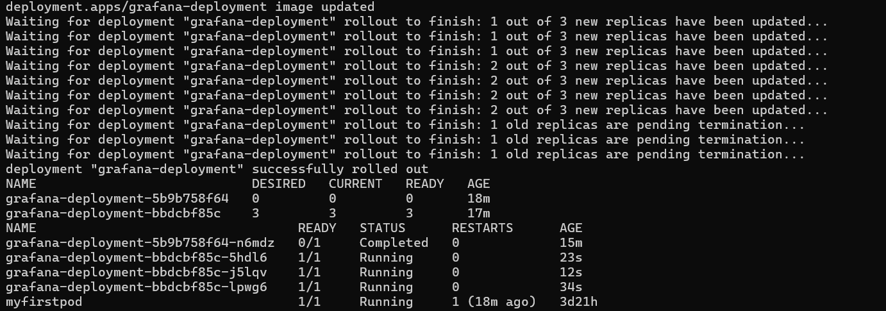 deployment.apps/grafana-deployment image updated
Waiting for deployment "grafana-deployment" rollout to finish: 1 out of 3 new replicas have been updated...
Waiting for deployment "grafana-deployment" rollout to finish: 1 out of 3 new replicas have been updated...
Waiting for deployment "grafana-deployment" rollout to finish: 1 out of 3 new replicas have been updated...
Waiting for deployment "grafana-deployment" rollout to finish: 2 out of 3 new replicas have been updated...
Waiting for deployment "grafana-deployment" rollout to finish: 2 out of 3 new replicas have been updated...
Waiting for deployment "grafana-deployment" rollout to finish: 2 out of 3 new replicas have been updated...
Waiting for deployment "grafana-deployment" rollout to finish: 2 out of 3 new replicas have been updated...
Waiting for deployment "grafana-deployment" rollout to finish: 1 old replicas are pending termination...
Waiting for deployment "grafana-deployment" rollout to finish: 1 old replicas are pending termination...
Waiting for deployment "grafana-deployment" rollout to finish: 1 old replicas are pending termination...
deployment "grafana-deployment" successfully rolled out
NAME DESIRED CURRENT READY AGE
grafana-deployment-5b9b758f64 0 0 0 18m
grafana-deployment-bbdcbf85c 3 3 3 17m
NAME READY STATUS RESTARTS AGE
grafana-deployment-5b9b758f64-n6mdz 0/1 Completed 0 15m
grafana-deployment-bbdcbf85c-5hdl6 1/1 Running 0 23s
grafana-deployment-bbdcbf85c-j5lqv 1/1 Running 0 12s
grafana-deployment-bbdcbf85c-lpwg6 1/1 Running 0 34s
myfirstpod 1/1 Running 1 (18m ago) 3d21h